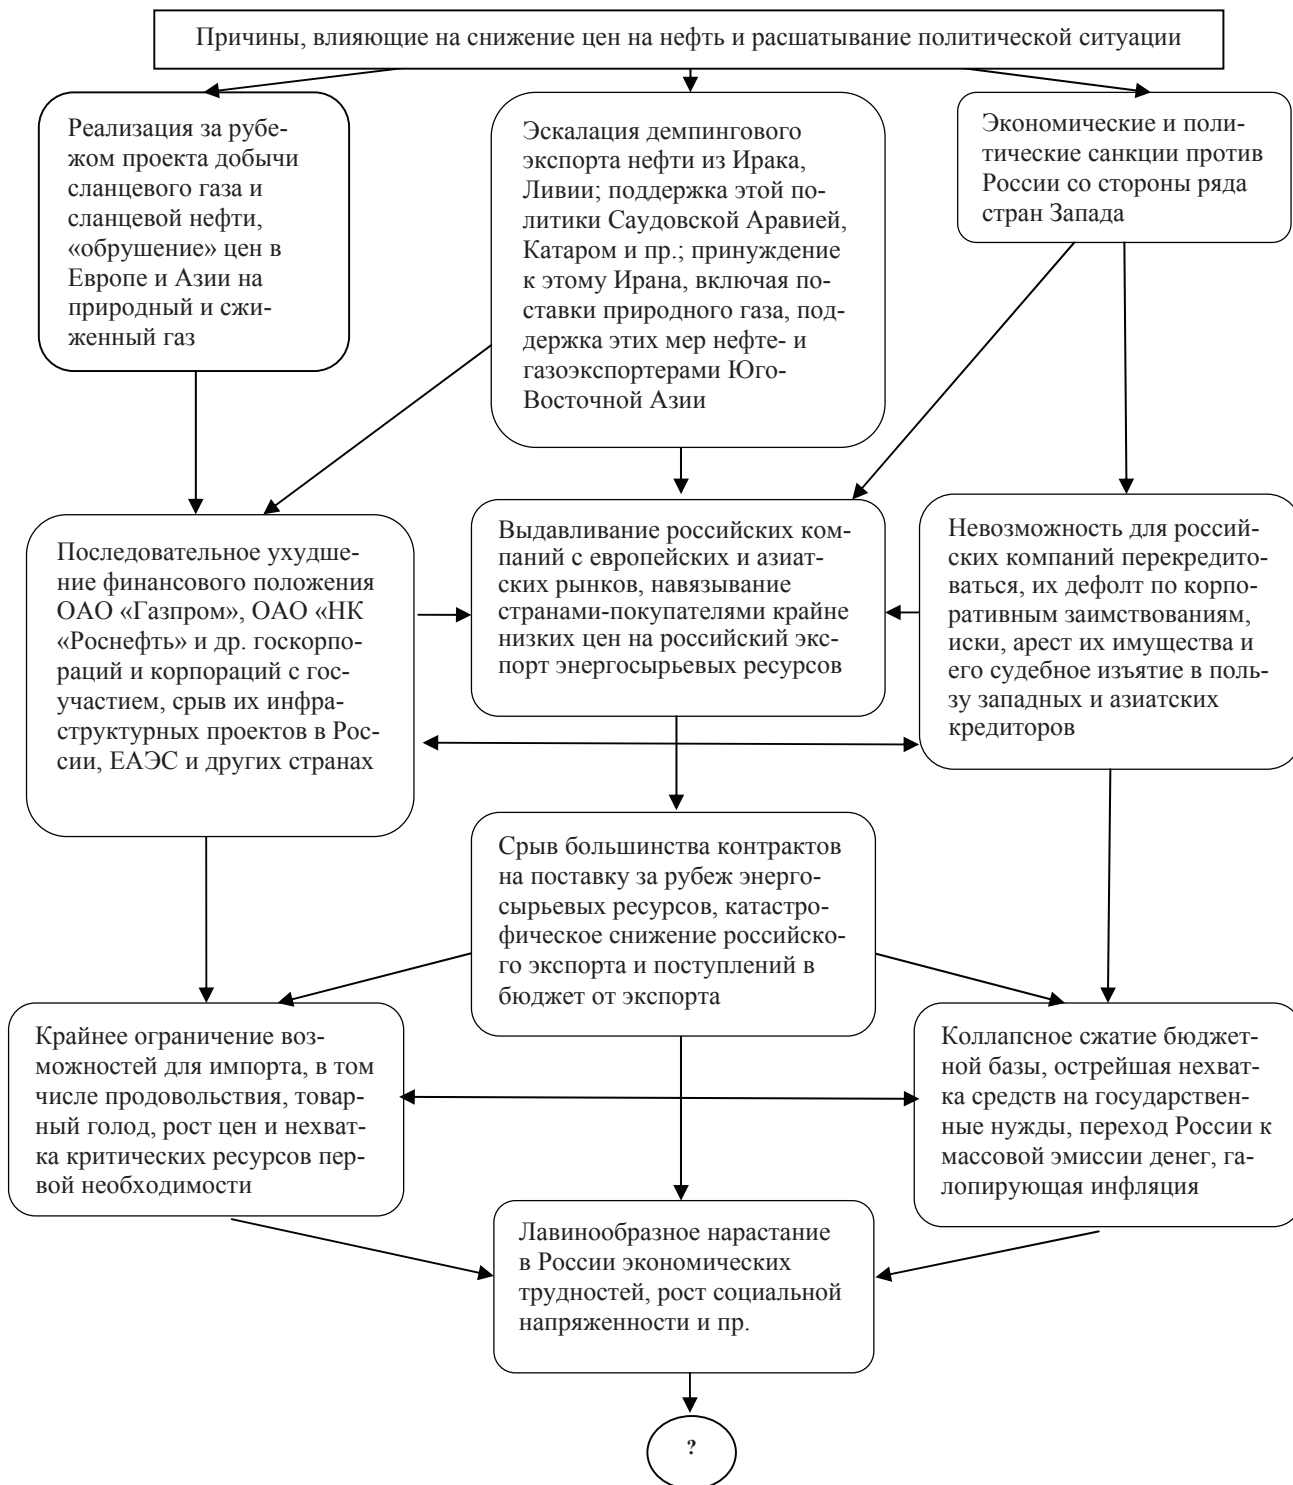 Причины, влияющие на снижение цен на нефть и расшатывание политической ситуации
Реализация за рубе-
жом проекта добычи
сланцевого газа и
сланцевой нефти,
«обрушение» цен в
Европе и Азии на
природный и сжи-
женный газ
Эскалация демпингового
экспорта нефти из Ирака,
Ливии; поддержка этой по-
литики Саудовской Аравией,
Катаром и пр.; принуждение
к этому Ирана, включая по-
ставки природного газа, под-
держка этих мер нефте- и
газоэкспортерами Юго-
Восточной Азии
Экономические и поли-
тические санкции против
России со стороны ряда
стран Запада
Последовательное ухудше-
ние финансового положения
ОАО «Газпром», ОАО «НК
«Роснефть» и др. госкорпо-
раций и корпораций с гос-
участием, срыв их инфра-
структурных проектов в Рос-
сии, ЕАЭС и других странах
Выдавливание российских ком-
паний с европейских и азиат-
ских рынков, навязывание
странами-покупателями крайне
низких цен на российский экс-
порт энергосырьевых ресурсов
Невозможность для россий-
ских компаний перекредито-
ваться, их дефолт по корпо-
ративным заимствованиям,
иски, арест их имущества и
его судебное изъятие в поль-
зу западных и азиатских
кредиторов
Срыв большинства контрактов
на поставку за рубеж энерго-
сырьевых ресурсов, катастро-
фическое снижение российско-
го экспорта и поступлений в
бюджет от экспорта
Крайнее ограничение воз-
можностей для импорта, в том
числе продовольствия, товар-
ный голод, рост цен и нехват-
ка критических ресурсов пер-
вой необходимости
Коллапсное сжатие бюджет-
ной базы, острейшая нехват-
ка средств на государствен-
ные нужды, переход России к
массовой эмиссии денег, га-
лопирующая инфляция
Лавинообразное нарастание
в России экономических
трудностей, рост социальной
напряженности и пр.
?